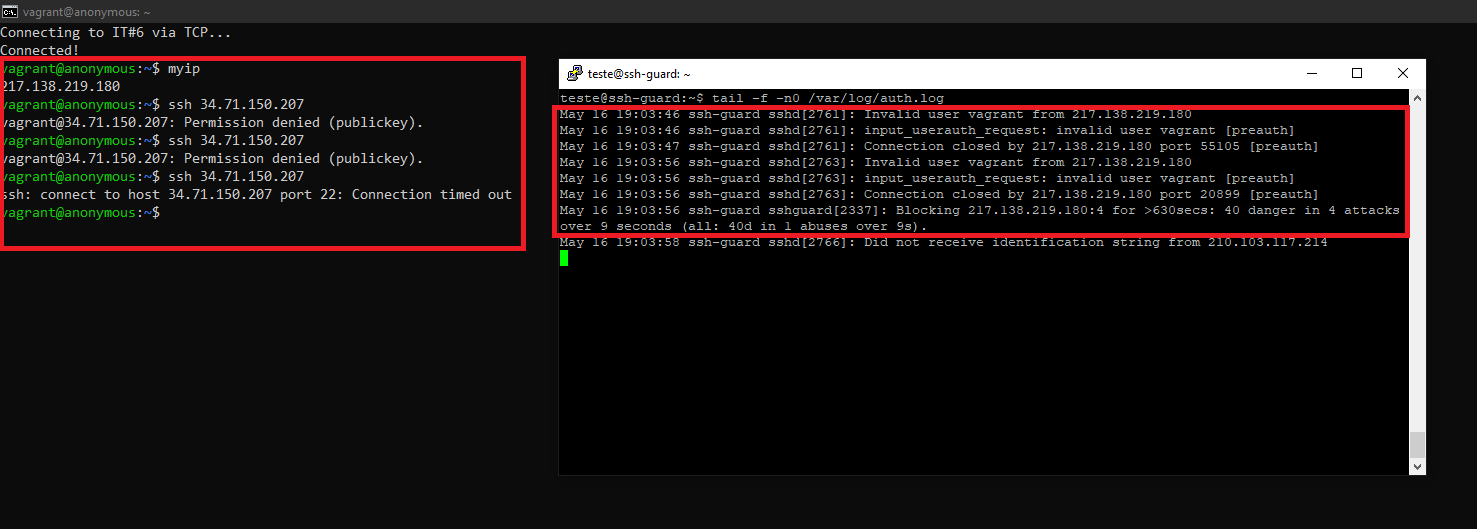 vagrant@anonymous: ~
Connecting to IT#6 via TCP...
Connected!
vagrant@anonymous:~$ myip
217.138.219.180
vagrant@anonymous:~$ ssh 34.71.150.207
vagrant@34.71.150.207: Permission denied (publickey).
vagrant@anonymous:~$ ssh 34.71.150.207
vagrant@34.71.150.207: Permission denied (publickey).
vagrant@anonymous:~$ ssh 34.71.150.207
ssh: connect to host 34.71.150.207 port 22: Connection timed out
vagrant@anonymous:~$
teste@ssh-guard: ~
teste@ssh-guard:~$ tail -f -n0 /var/log/auth.log
May 16 19:03:46 ssh-guard sshd[2761]: Invalid user vagrant from 217.138.219.180
May 16 19:03:46 ssh-guard sshd[2761]: input_userauth_request: invalid user vagrant [preauth]
May 16 19:03:47 ssh-guard sshd[2761]: Connection closed by 217.138.219.180 port 55105 [preauth]
May 16 19:03:56 ssh-guard sshd[2763]: Invalid user vagrant from 217.138.219.180
May 16 19:03:56 ssh-guard sshd[2763]: input_userauth_request: invalid user vagrant [preauth]
May 16 19:03:56 ssh-guard sshd[2763]: Connection closed by 217.138.219.180 port 20899 [preauth]
May 16 19:03:56 ssh-guard sshguard[2337]: Blocking 217.138.219.180:4 for >630secs: 40 danger in 4 attacks
over 9 seconds (all: 40d in 1 abuses over 9s).
May 16 19:03:58 ssh-guard sshd[2766]: Did not receive identification string from 210.103.117.214